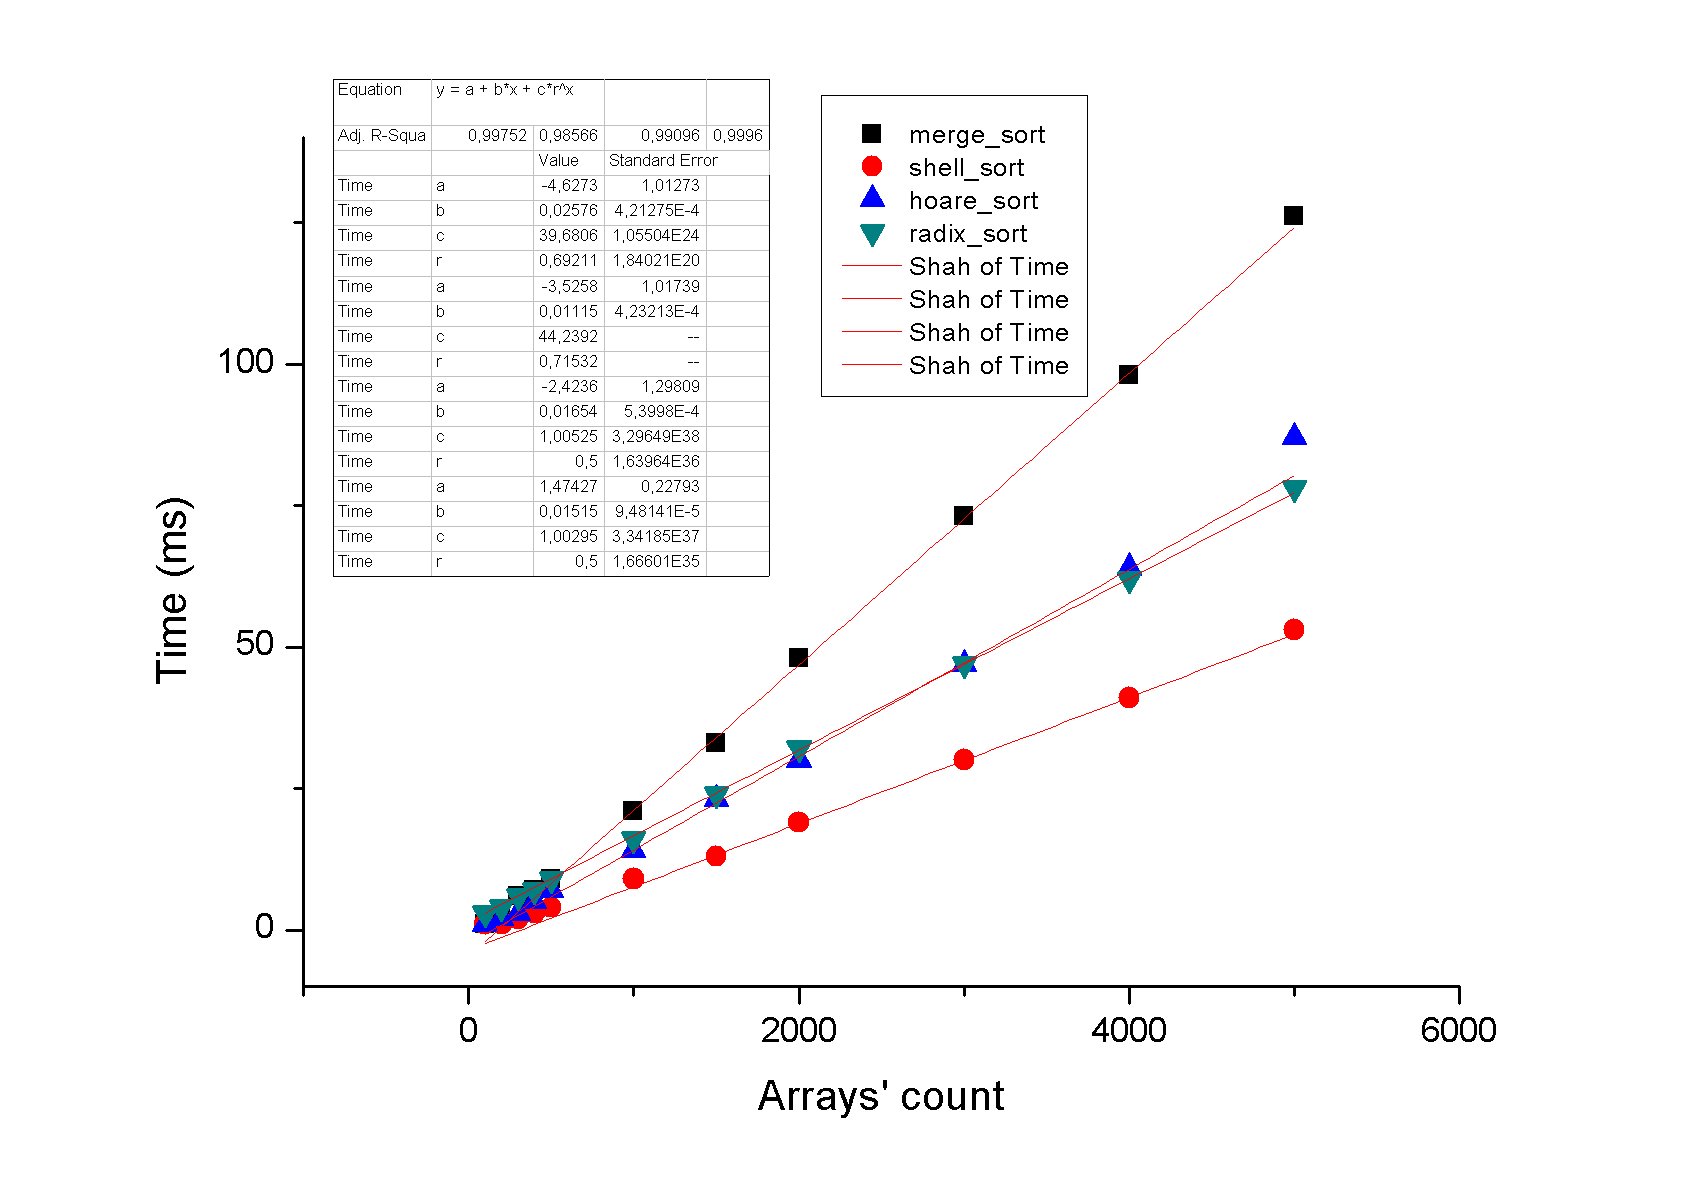 Equation y = a + b*x + c*r^x
Adj. R-Squa 0,99752 0,98566 0,99096 0,9996
Value Standard Error
Time a -4,6273 1,01273
Time b 0,02576 4,21275E-4
Time c 39,6806 1,05504E24
Time r 0,69211 1,84021E20
Time a -3,5258 1,01739
Time b 0,01115 4,23213E-4
Time c 44,2392 --
Time r 0,71532 --
Time a -2,4236 1,29809
Time b 0,01654 5,3998E-4
Time c 1,00525 3,29649E38
Time r 0,5 1,63964E36
Time a 1,47427 0,22793
Time b 0,01515 9,48141E-5
Time c 1,00295 3,34185E37
Time r 0,5 1,66601E35
merge_sort
shell_sort
hoare_sort
radix_sort
Shah of Time
Shah of Time
Shah of Time
Shah of Time
Time (ms)
100
50
0
0 2000 4000 6000
Arrays' count